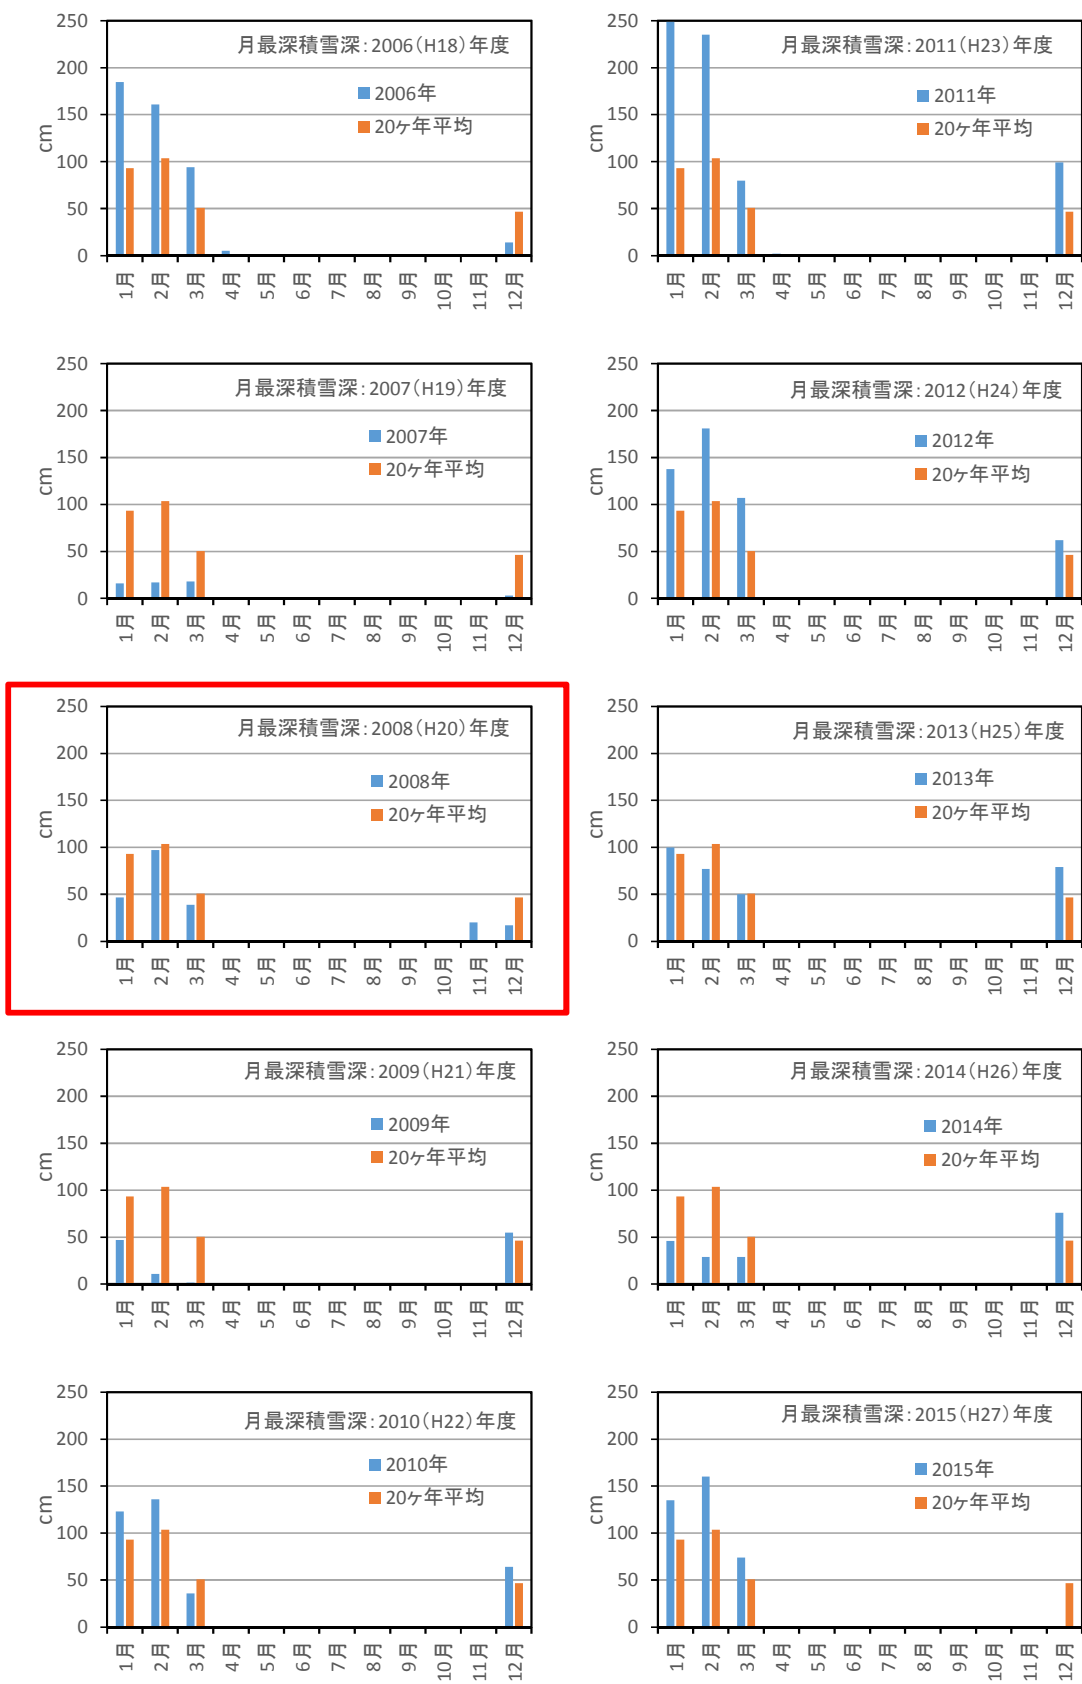 月最深積雪深：2006（H18）年度
2006年
20ヶ年平均
cm
250
200
150
100
50
0
1月 2月 3月 4月 5月 6月 7月 8月 9月 10月 11月 12月
月最深積雪深：2011（H23）年度
2011年
20ヶ年平均
cm
250
200
150
100
50
0
1月 2月 3月 4月 5月 6月 7月 8月 9月 10月 11月 12月
月最深積雪深：2007（H19）年度
2007年
20ヶ年平均
cm
250
200
150
100
50
0
1月 2月 3月 4月 5月 6月 7月 8月 9月 10月 11月 12月
月最深積雪深：2012（H24）年度
2012年
20ヶ年平均
cm
250
200
150
100
50
0
1月 2月 3月 4月 5月 6月 7月 8月 9月 10月 11月 12月
月最深積雪深：2008（H20）年度
2008年
20ヶ年平均
cm
250
200
150
100
50
0
1月 2月 3月 4月 5月 6月 7月 8月 9月 10月 11月 12月
月最深積雪深：2013（H25）年度
2013年
20ヶ年平均
cm
250
200
150
100
50
0
1月 2月 3月 4月 5月 6月 7月 8月 9月 10月 11月 12月
月最深積雪深：2009（H21）年度
2009年
20ヶ年平均
cm
250
200
150
100
50
0
1月 2月 3月 4月 5月 6月 7月 8月 9月 10月 11月 12月
月最深積雪深：2014（H26）年度
2014年
20ヶ年平均
cm
250
200
150
100
50
0
1月 2月 3月 4月 5月 6月 7月 8月 9月 10月 11月 12月
月最深積雪深：2010（H22）年度
2010年
20ヶ年平均
cm
250
200
150
100
50
0
1月 2月 3月 4月 5月 6月 7月 8月 9月 10月 11月 12月
月最深積雪深：2015（H27）年度
2015年
20ヶ年平均
cm
250
200
150
100
50
0
1月 2月 3月 4月 5月 6月 7月 8月 9月 10月 11月 12月